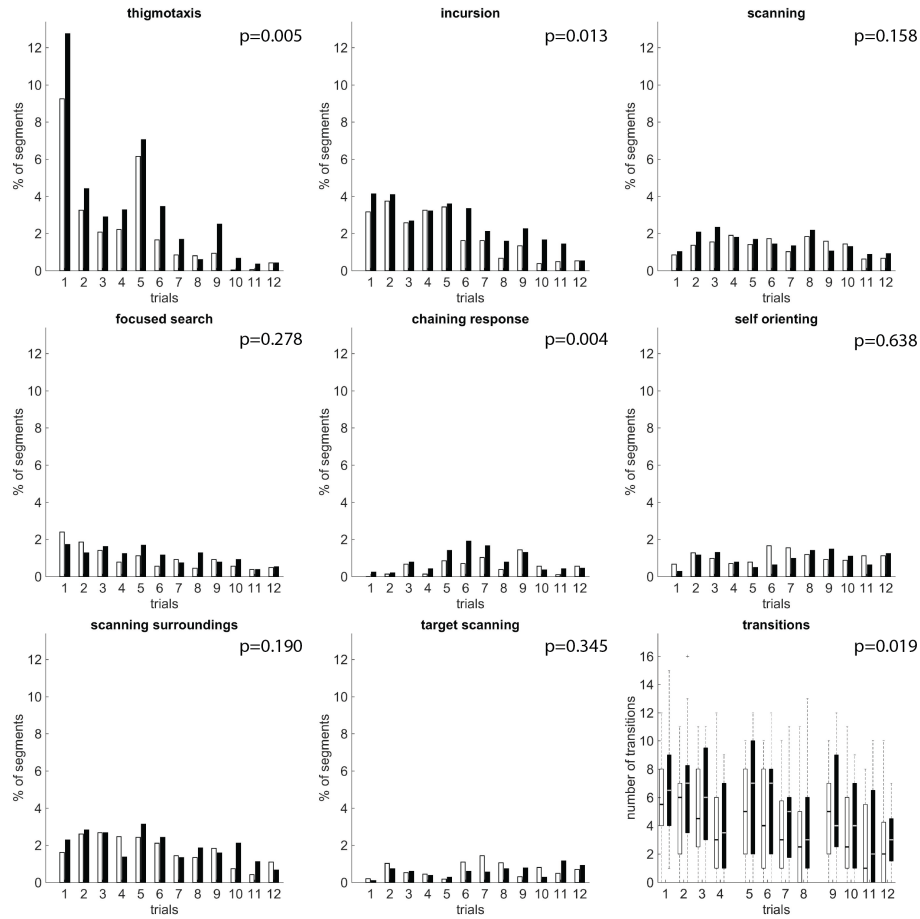 thigmotaxis
p=0.005
% of segments
12
10
8
6
4
2
0
1 2 3 4 5 6 7 8 9 10 11 12
trials
incursion
p=0.013
% of segments
12
10
8
6
4
2
0
1 2 3 4 5 6 7 8 9 10 11 12
trials
scanning
p=0.158
% of segments
12
10
8
6
4
2
0
1 2 3 4 5 6 7 8 9 10 11 12
trials
focused search
p=0.278
% of segments
12
10
8
6
4
2
0
1 2 3 4 5 6 7 8 9 10 11 12
trials
chaining response
p=0.004
% of segments
12
10
8
6
4
2
0
1 2 3 4 5 6 7 8 9 10 11 12
trials
self orienting
p=0.638
% of segments
12
10
8
6
4
2
0
1 2 3 4 5 6 7 8 9 10 11 12
trials
scanning surroundings
p=0.190
% of segments
12
10
8
6
4
2
0
1 2 3 4 5 6 7 8 9 10 11 12
trials
target scanning
p=0.345
% of segments
12
10
8
6
4
2
0
1 2 3 4 5 6 7 8 9 10 11 12
trials
transitions
p=0.019
number of transitions
16
14
12
10
8
6
4
2
0
1 2 3 4 5 6 7 8 9 10 11 12
trials